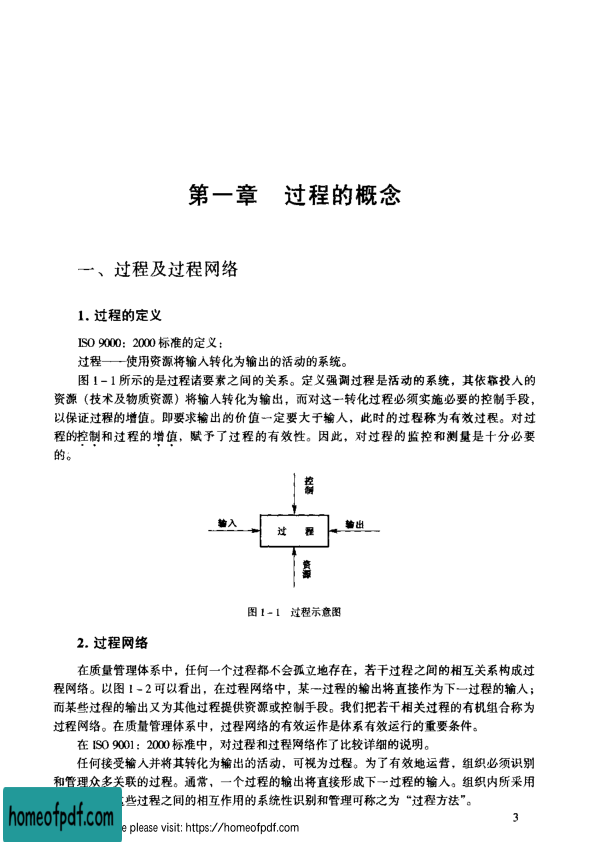 第一章 过程的概念
一、过程及过程网络
1. 过程的定义
ISO 9000：2000 标准的定义：
过程——使用资源将输入转化为输出的活动的系统。
图 1-1 所示的是过程诸要素之间的关系。定义强调过程是活动的系统，其依靠投入的
资源（技术及物质资源）将输入转化为输出，而对这一转化过程必须实施必要的控制手段，
以保证过程的增值。即要求输出的价值一定要大于输入，此时的过程称为有效过程。对过
程的控制和过程的增值，赋予了过程的有效性。因此，对过程的监控和测量是十分必要
的。
控制
输入
过 程
输出
资源
图 1-1 过程示意图
2. 过程网络
在质量管理体系中，任何一个过程都不会孤立地存在，若干过程之间的相互关系构成过
程网络。以图 1-2 可以看出，在过程网络中，某一过程的输出将直接作为下一过程的输入；
而某些过程的输出又为其他过程提供资源或控制手段。我们把若干相关过程的有机组合称为
过程网络。在质量管理体系中，过程网络的有效运作是体系有效运行的重要条件。
在 ISO 9001：2000 标准中，对过程和过程网络作了比较详细的说明。
任何接受输入并将其转化为输出的活动，可视为过程。为了有效地运营，组织必须识别
和管理众多关联的过程。通常，一个过程的输出将直接形成下一过程的输入。组织内所采用
这些过程之间的相互作用的系统性识别和管理可称之为“过程方法”。
3
homeofpdf.com
please visit: https://homeofpdf.com